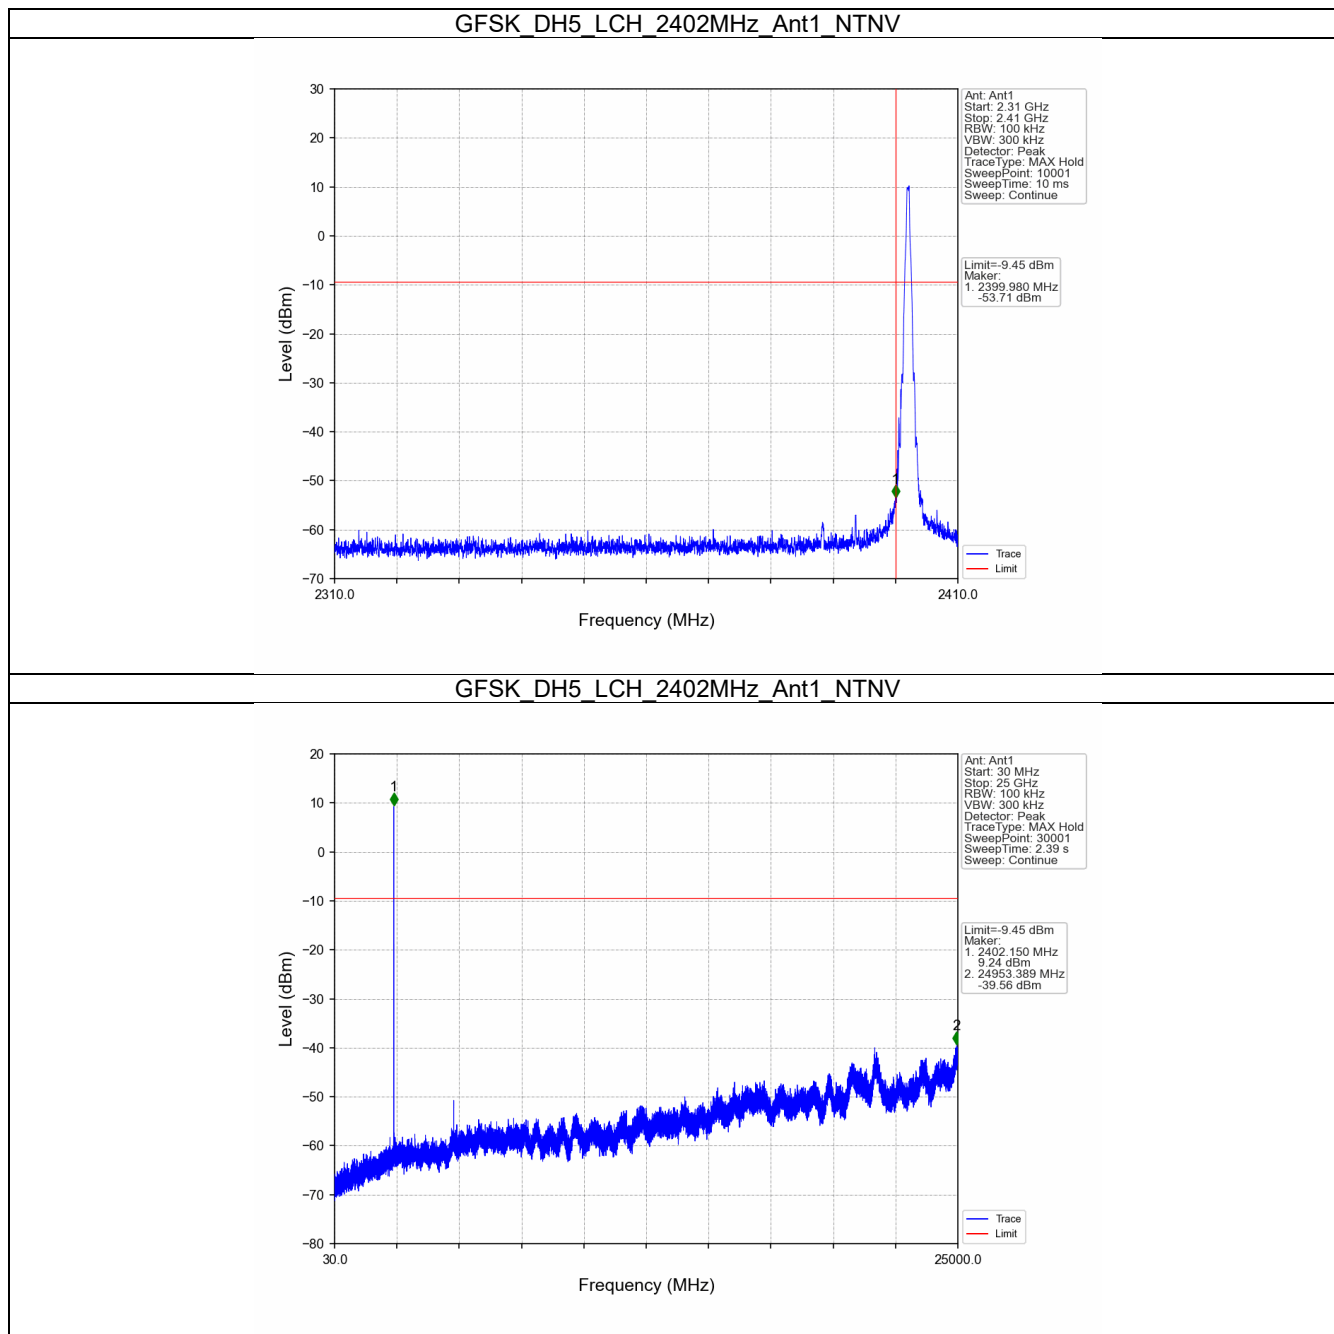 GFSK_DH5_LCH_2402MHz_Ant1_NTNV
30
20
10
0
−10
−20
−30
−40
−50
−60
−70
Level (dBm)
1
2310.0
2410.0
Frequency (MHz)
Ant: Ant1
Start: 2.31 GHz
Stop: 2.41 GHz
RBW: 100 kHz
VBW: 300 kHz
Detector: Peak
TraceType: MAX Hold
SweepPoint: 10001
SweepTime: 10 ms
Sweep: Continue
Limit=-9.45 dBm
Maker:
1. 2399.980 MHz
-53.71 dBm
Trace
Limit
GFSK_DH5_LCH_2402MHz_Ant1_NTNV
20
10
0
−10
−20
−30
−40
−50
−60
−70
−80
Level (dBm)
1
2
30.0
25000.0
Frequency (MHz)
Ant: Ant1
Start: 30 MHz
Stop: 25 GHz
RBW: 100 kHz
VBW: 300 kHz
Detector: Peak
TraceType: MAX Hold
SweepPoint: 30001
SweepTime: 2.39 s
Sweep: Continue
Limit=-9.45 dBm
Maker:
1. 2402.150 MHz
9.24 dBm
2. 24953.389 MHz
-39.56 dBm
Trace
Limit